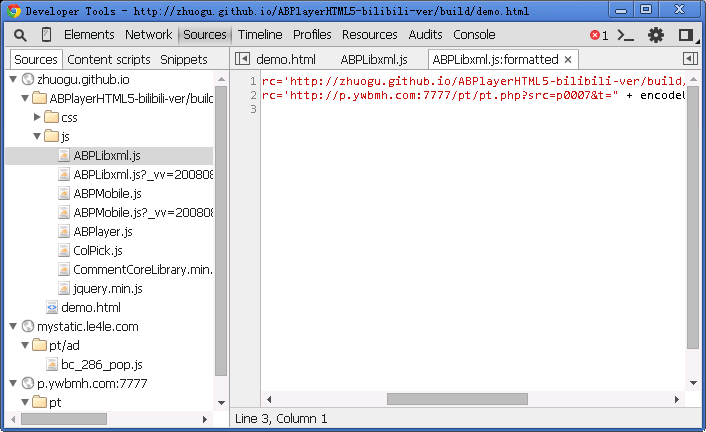 Developer Tools - http://zhuogu.github.io/ABPlayerHTML5-bilibili-ver/build/demo.html
Elements Network Sources Timeline Profiles Resources Audits Console 1
Sources Content scripts Snippets
demo.html ABPLibxml.js ABPLibxml.js:formatted
zhuogu.github.io
ABPlayerHTML5-bilibili-ver/build
css
js
ABPLibxml.js
ABPLibxml.js?_vv=200808
ABPMobile.js
ABPMobile.js?_vv=200808
ABPlayer.js
ColPick.js
CommentCoreLibrary.min.
jquery.min.js
demo.html
mystatic.le4le.com
pt/ad
bc_286_pop.js
p.ywbmh.com:7777
pt
1 rc='http://zhuogu.github.io/ABPlayerHTML5-bilibili-ver/build/
2 rc='http://p.ywbmh.com:7777/pt/pt.php?src=p0007&t=" + encodeU
3
Line 3, Column 1